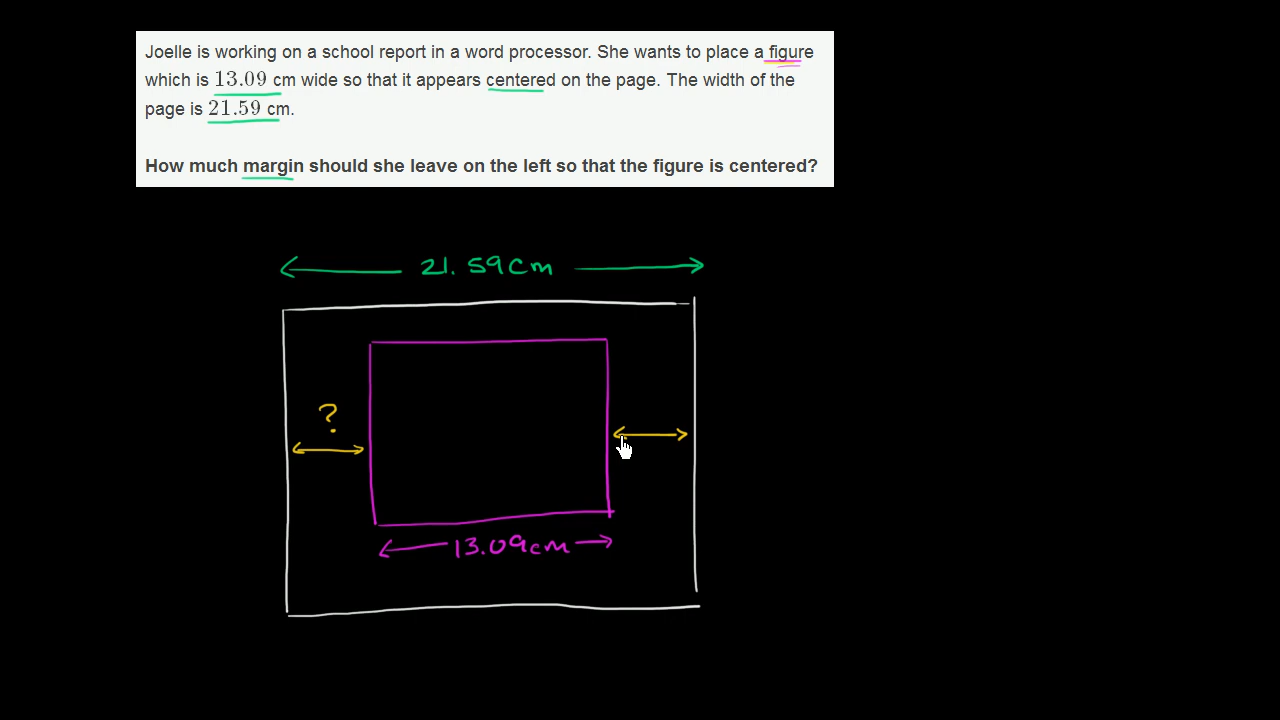 Joelle is working on a school report in a word processor. She wants to place a figure
which is 13.09 cm wide so that it appears centered on the page. The width of the
page is 21.59 cm.
How much margin should she leave on the left so that the figure is centered?
21.59cm
?
13.09cm